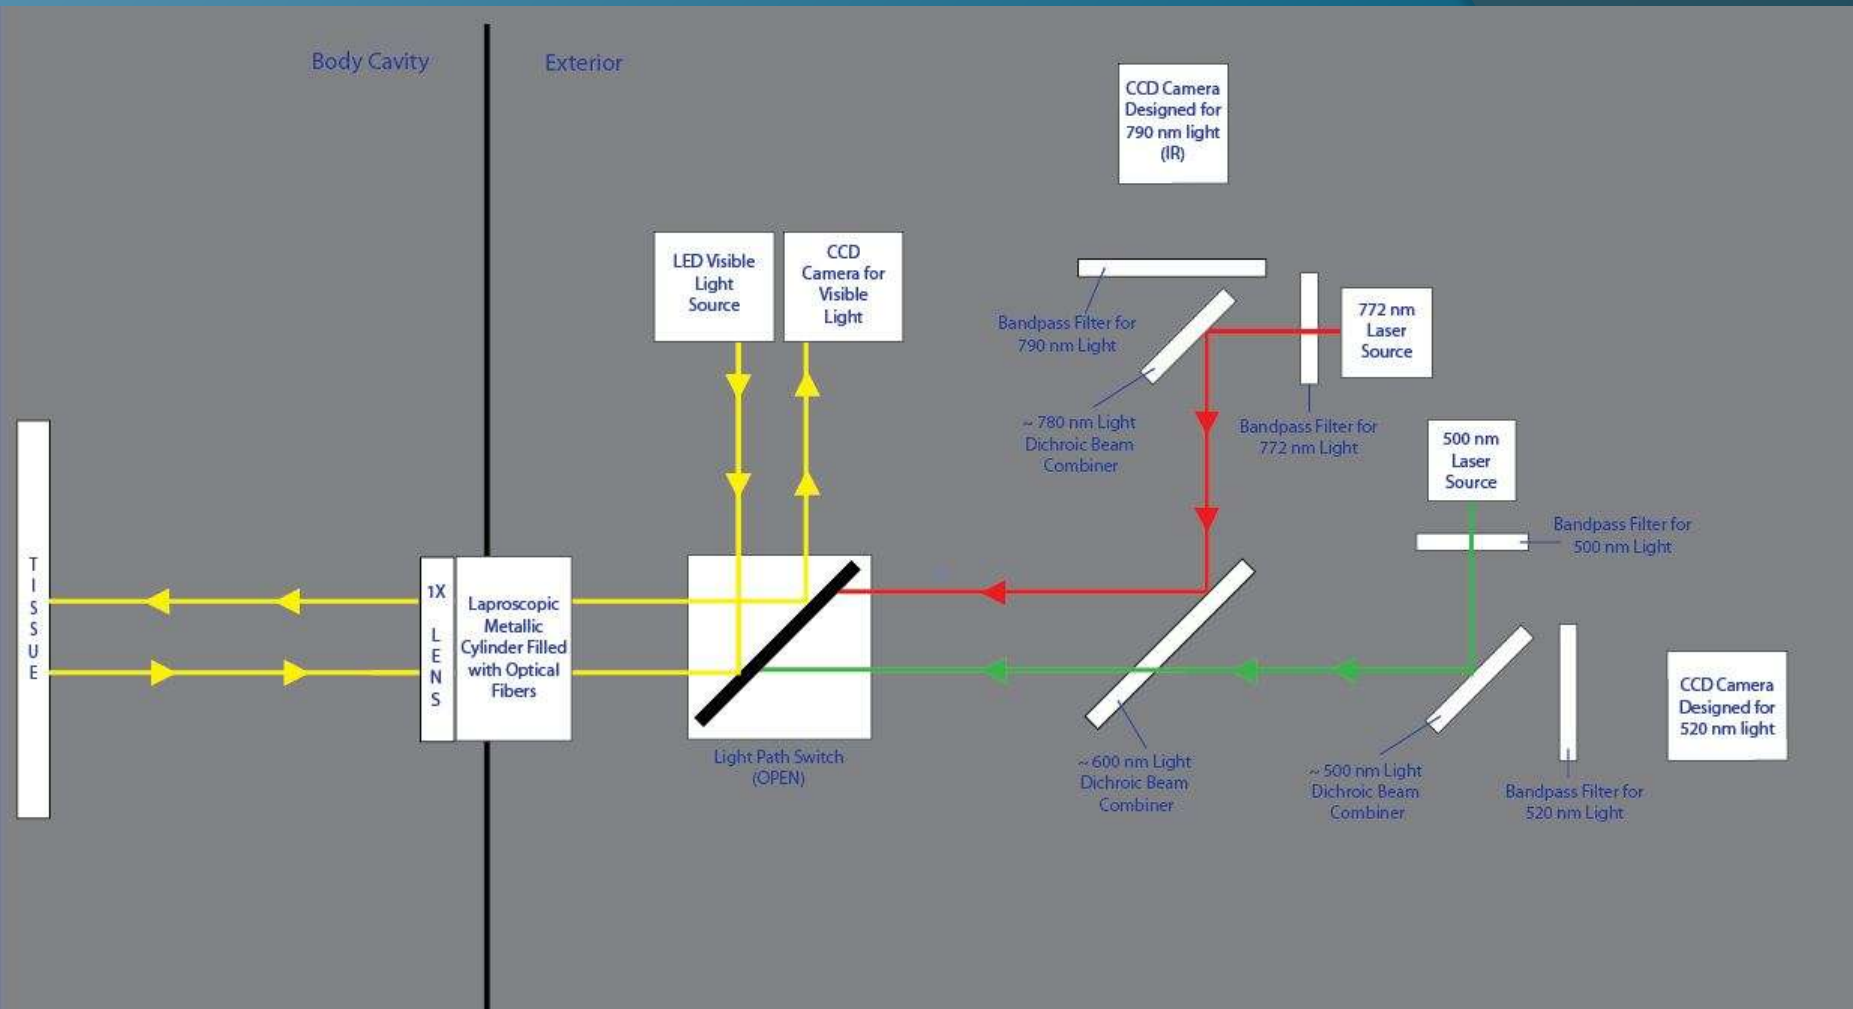 Body Cavity
Exterior
CCD Camera
Designed for
790 nm light
(IR)
LED Visible
Light
Source
CCD
Camera for
Visible
Light
Bandpass Filter for
790 nm Light
772 nm
Laser
Source
~ 780 nm Light
Dichroic Beam
Combiner
Bandpass Filter for
772 nm Light
500 nm
Laser
Source
Bandpass Filter for
500 nm Light
T
I
S
S
U
E
1X
L
E
N
S
Laproscopic
Metallic
Cylinder Filled
with Optical
Fibers
Light Path Switch
(OPEN)
~ 600 nm Light
Dichroic Beam
Combiner
~ 500 nm Light
Dichroic Beam
Combiner
Bandpass Filter for
520 nm Light
CCD Camera
Designed for
520 nm light